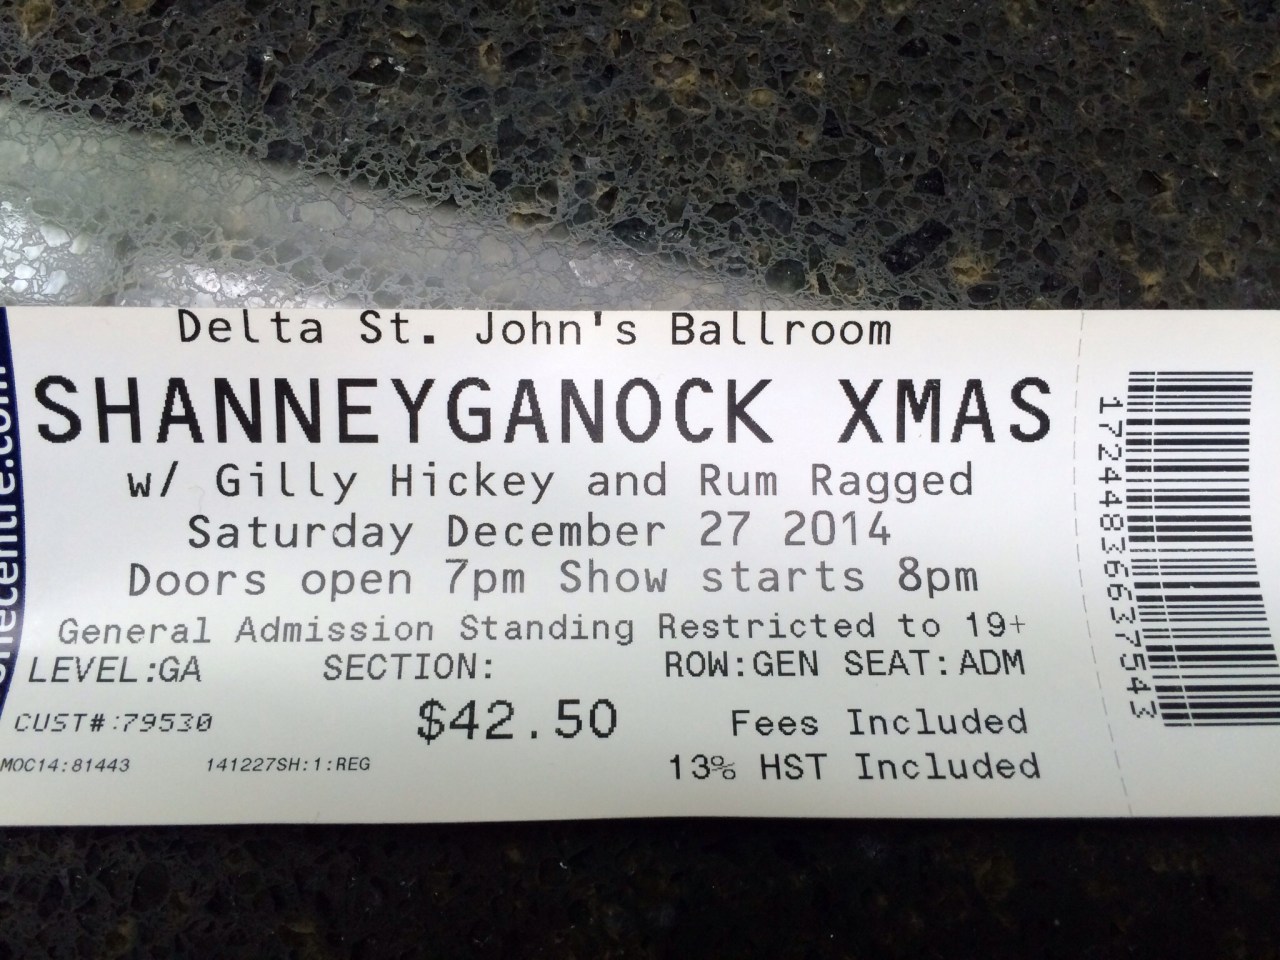 Delta St. John's Ballroom
SHANNEYGANOCK XMAS
w/ Gilly Hickey and Rum Ragged
Saturday December 27 2014
Doors open 7pm Show starts 8pm
General Admission Standing Restricted to 19+
LEVEL:GA SECTION: ROW:GEN SEAT:ADM
CUST#:79530 $42.50 Fees Included
MOC14:81443 141227SH:1:REG 13% HST Included
172448366637543